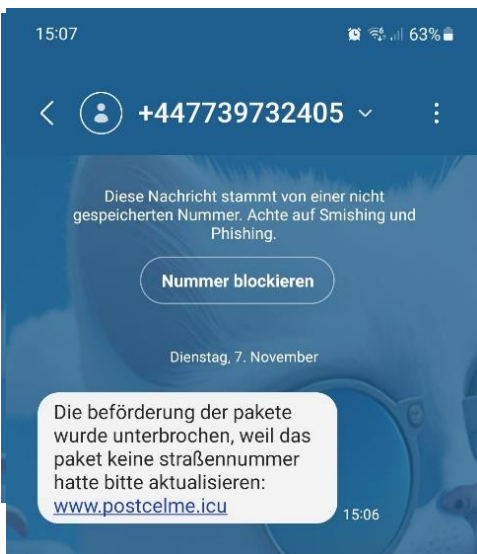 15:07 63%
+447739732405
Diese Nachricht stammt von einer nicht
gespeicherten Nummer. Achte auf Smishing und
Phishing.
Nummer blockieren
Dienstag, 7. November
Die beförderung der pakete
wurde unterbrochen, weil das
paket keine straßennummer
hatte bitte aktualisieren:
www.postcelme.icu
15:06